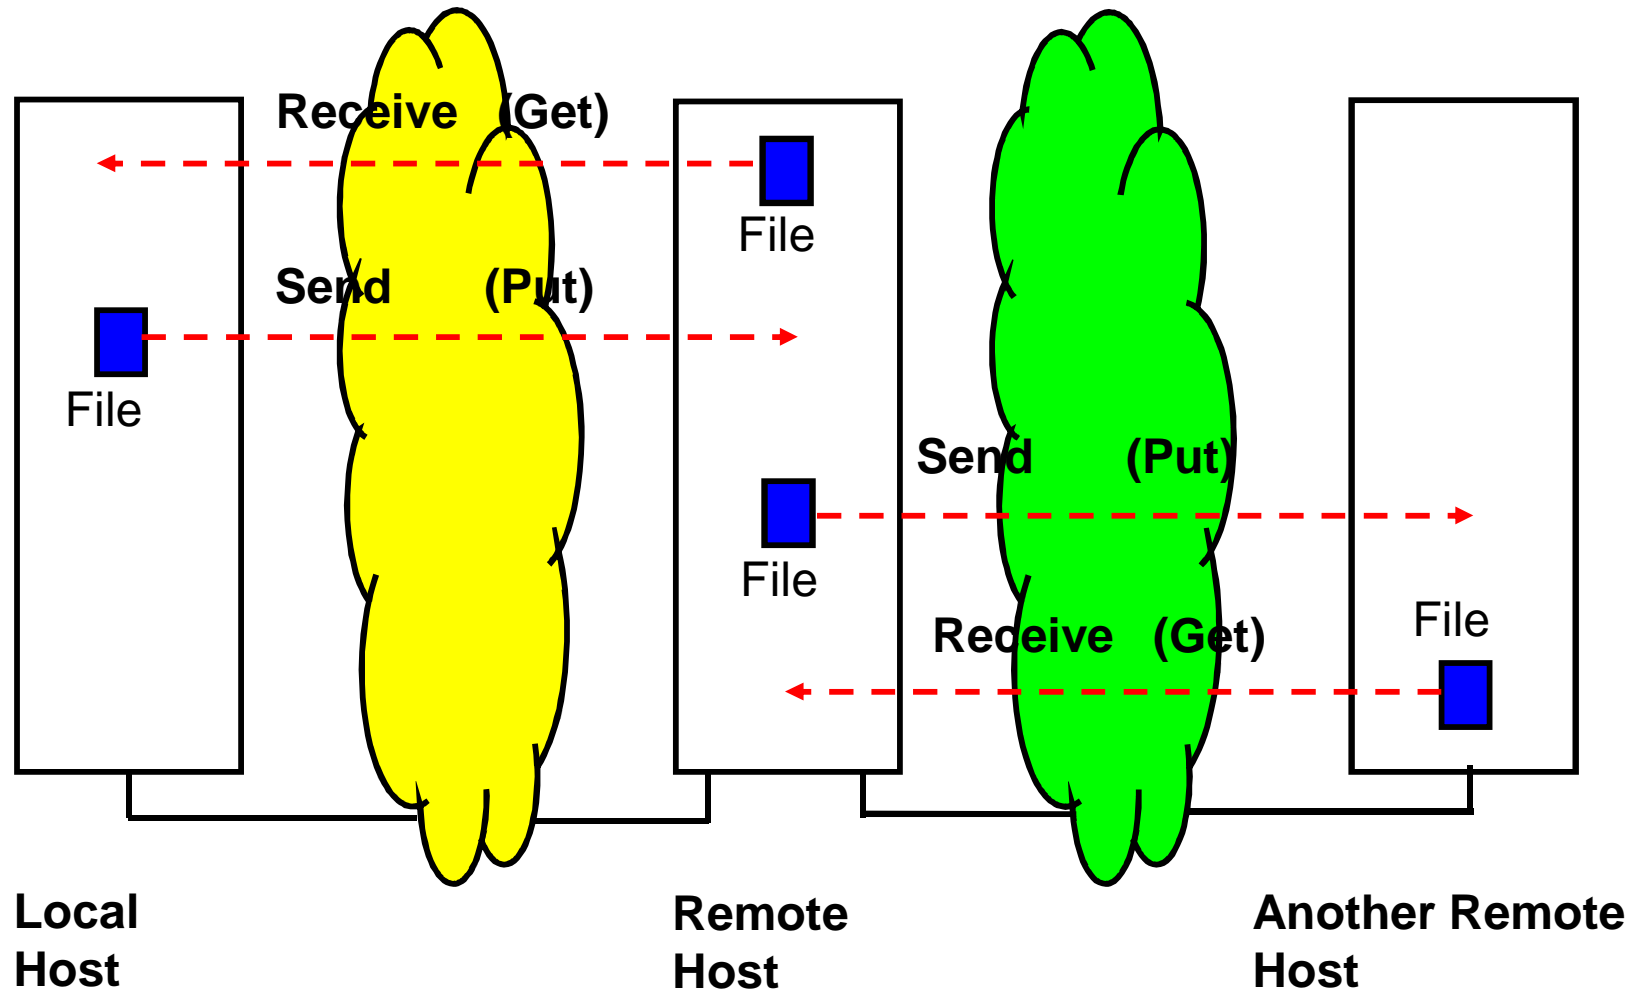 Receive (Get)
File
Send (Put)
File
Send (Put)
File
Receive (Get)
File
Local
Host
Remote
Host
Another Remote
Host